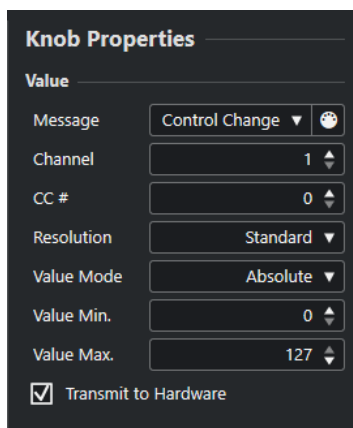 Knob Properties
Value
Message Control Change
Channel 1
CC # 0
Resolution Standard
Value Mode Absolute
Value Min. 0
Value Max. 127
Transmit to Hardware